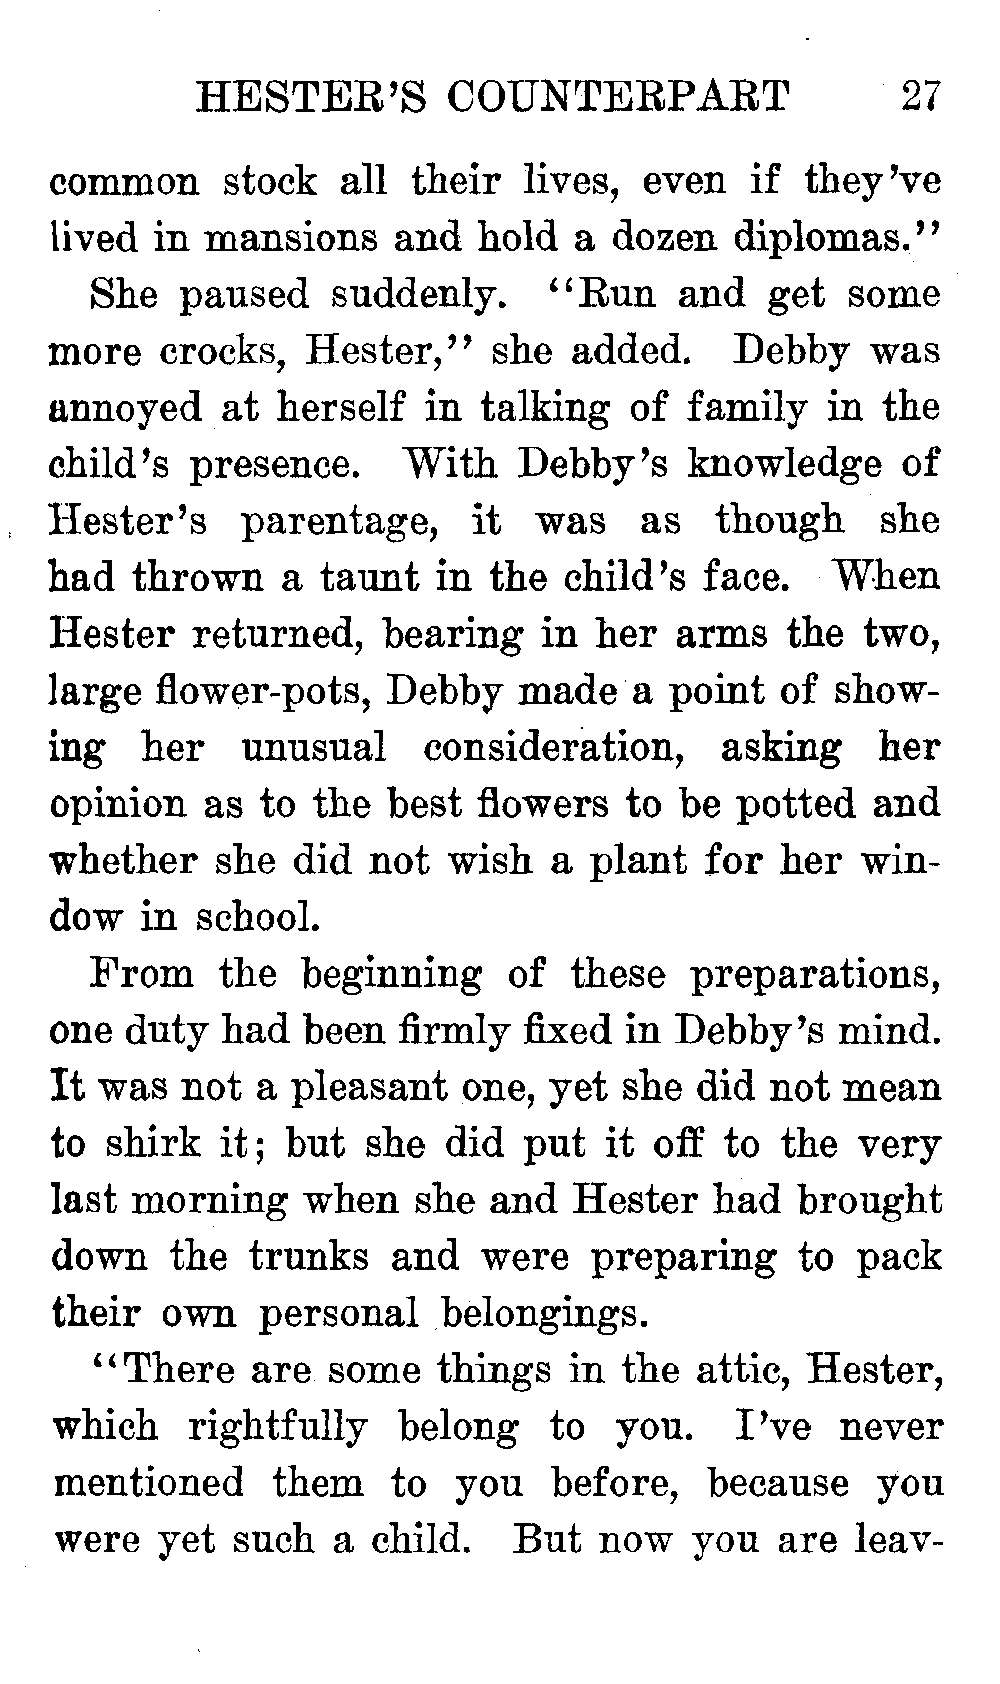 HESTER'S COUNTERPART 27
common stock all their lives, even if they've
lived in mansions and hold a dozen diplomas."
She paused suddenly. "Run and get some
more crocks, Hester," she added. Debby was
annoyed at herself in talking of family in the
child's presence. With Debby's knowledge of
Hester's parentage, it was as though she
had thrown a taunt in the child's face. When
Hester returned, bearing in her arms the two,
large flower-pots, Debby made a point of show-
ing her unusual consideration, asking her
opinion as to the best flowers to be potted and
whether she did not wish a plant for her win-
dow in school.
From the beginning of these preparations,
one duty had been firmly fixed in Debby's mind.
It was not a pleasant one, yet she did not mean
to shirk it; but she did put it off to the very
last morning when she and Hester had brought
down the trunks and were preparing to pack
their own personal belongings.
"There are some things in the attic, Hester,
which rightfully belong to you. I've never
mentioned them to you before, because you
were yet such a child. But now you are leav-